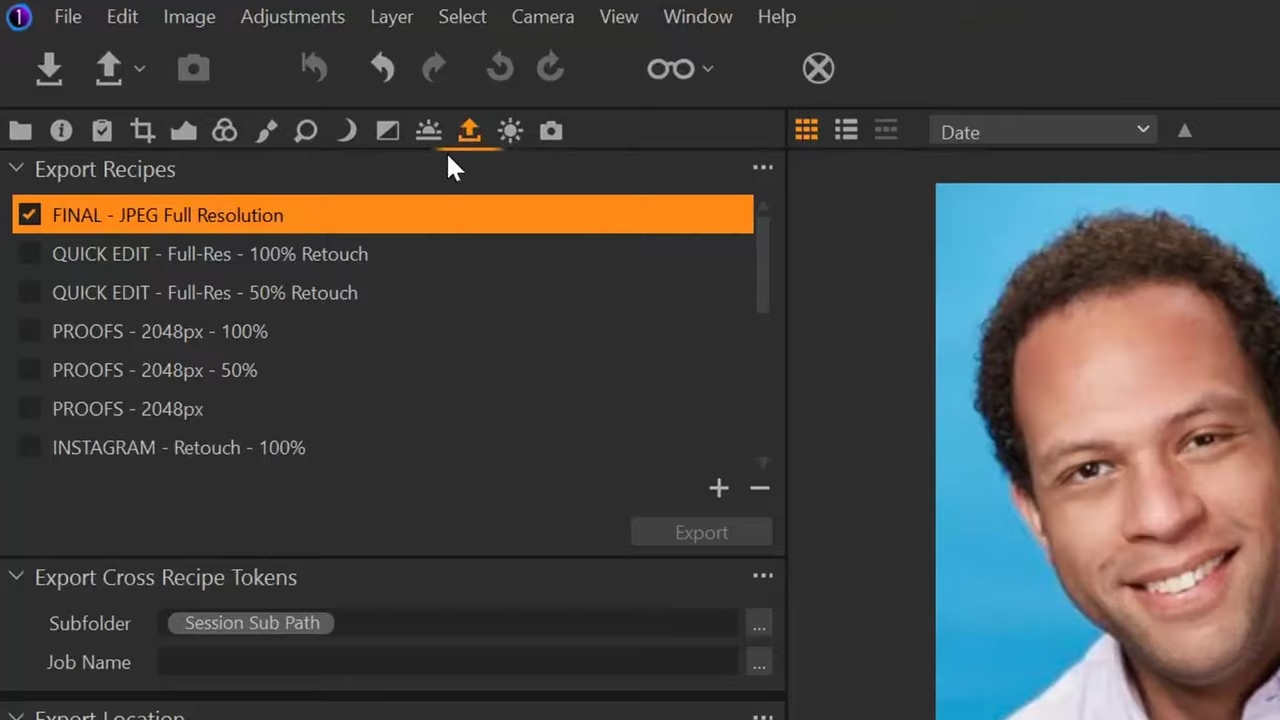 File Edit Image Adjustments Layer Select Camera View Window Help
Date
Export Recipes ...
FINAL - JPEG Full Resolution
QUICK EDIT - Full-Res - 100% Retouch
QUICK EDIT - Full-Res - 50% Retouch
PROOFS - 2048px - 100%
PROOFS - 2048px - 50%
PROOFS - 2048px
INSTAGRAM - Retouch - 100%
Export
Export Cross Recipe Tokens ...
Subfolder Session Sub Path ...
Job Name ...
Export Location ...